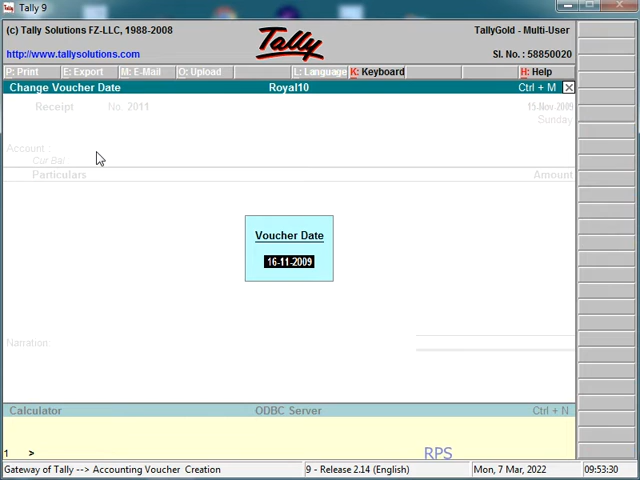 Tally 9
(c) Tally Solutions FZ-LLC, 1988-2008
TallyGold - Multi-User
http://www.tallysolutions.com
Tally
Sl. No. : 58850020
P: Print E: Export M: E-Mail O: Upload L: Language K: Keyboard H: Help
Change Voucher Date Royal10 Ctrl + M
Receipt No. 2011 15-Nov-2009
Sunday
Account :
Cur Bal
Particulars Amount
Voucher Date
16-11-2009
Narration
Calculator ODBC Server Ctrl + N
1 >
RPS
Gateway of Tally --> Accounting Voucher Creation 9 - Release 2.14 (English) Mon, 7 Mar, 2022 09:53:30